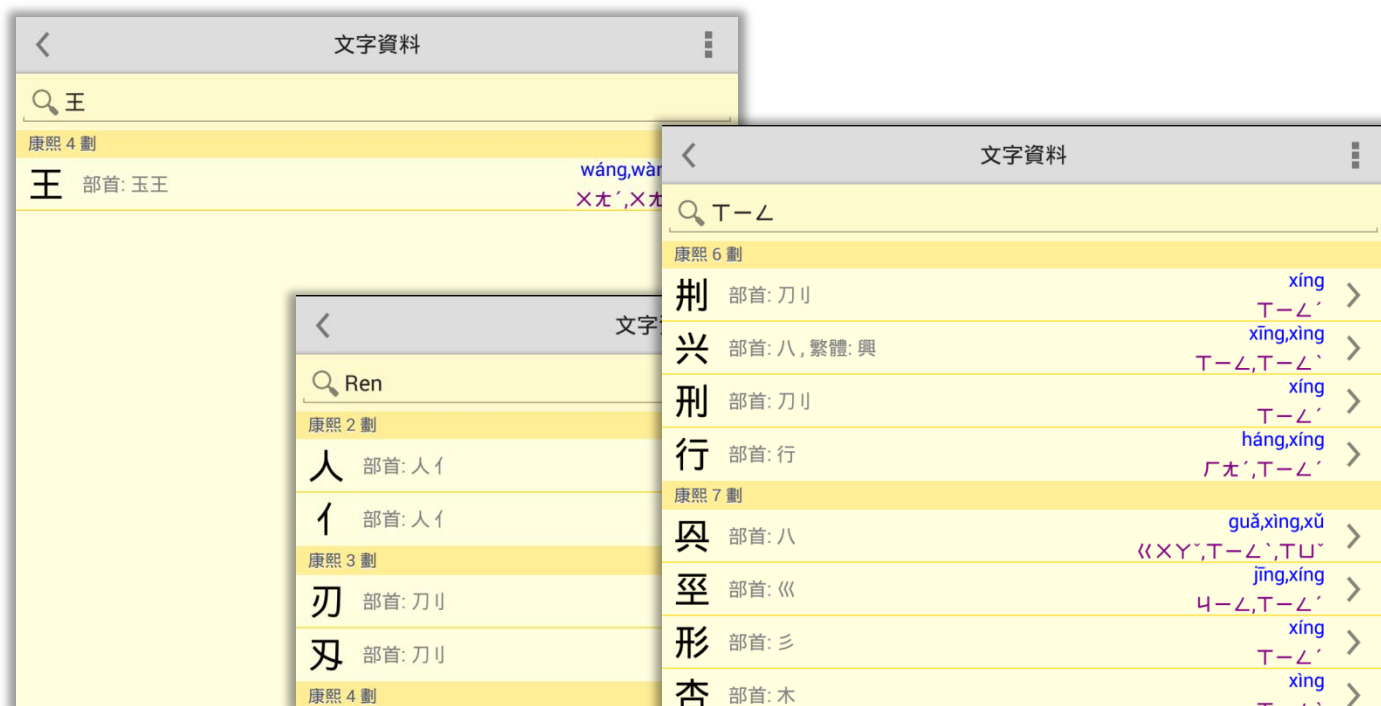 文字資料
王
康熙 4 劃
王 部首: 玉王 wáng,
ㄨㄤˊ,
文字
Ren
康熙 2 劃
人 部首: 人亻
亻 部首: 人亻
康熙 3 劃
刃 部首: 刀刂
刄 部首: 刀刂
康熙 4 劃
文字資料
ㄒㄧㄥ
康熙 6 劃
荆 部首: 刀刂 xíng
ㄒㄧㄥˊ
兴 部首: 八 , 繁體: 興 xīng,xìng
ㄒㄧㄥ,ㄒㄧㄥˋ
刑 部首: 刀刂 xíng
ㄒㄧㄥˊ
行 部首: 行 háng,xíng
ㄏㄤˊ,ㄒㄧㄥˊ
康熙 7 劃
部首: 八 guǎ,xìng,xǔ
ㄍㄨㄚˇ,ㄒㄧㄥˋ,ㄒㄩˇ
巠 部首: 巛 jīng,xíng
ㄐㄧㄥ,ㄒㄧㄥˊ
形 部首: 彡 xíng
ㄒㄧㄥˊ
杏 部首: 木 xìng